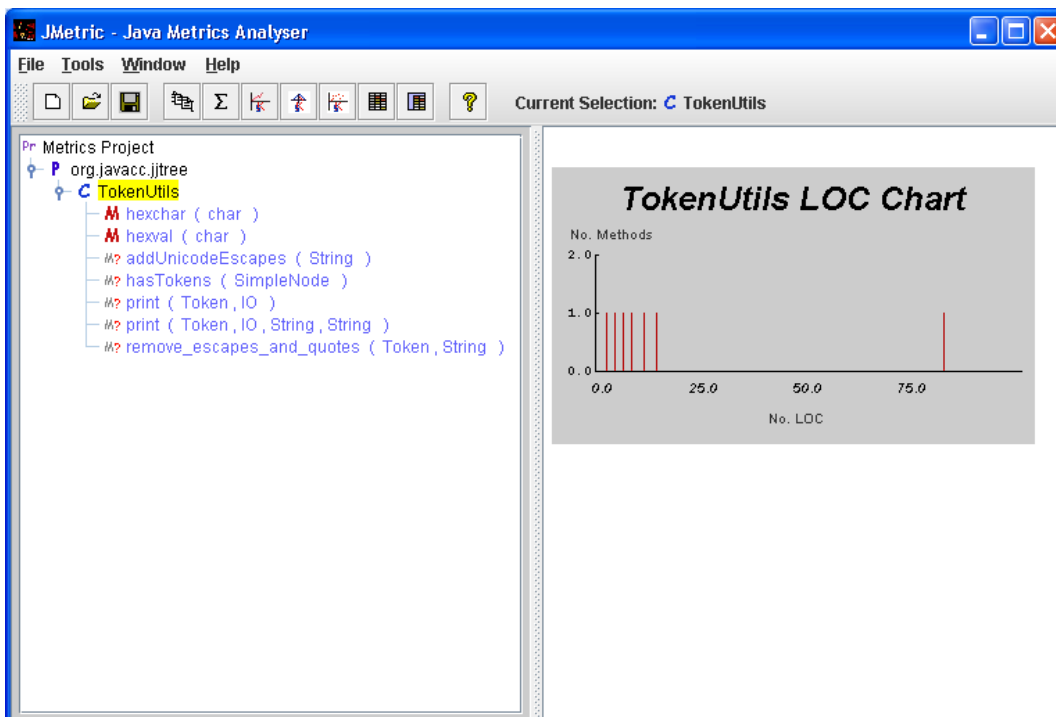 JMetric - Java Metrics Analyser
File Tools Window Help
Σ ? Current Selection: C TokenUtils
Pr Metrics Project
P org.javacc.jjtree
C TokenUtils
M hexchar ( char )
M hexval ( char )
M? addUnicodeEscapes ( String )
M? hasTokens ( SimpleNode )
M? print ( Token , IO )
M? print ( Token , IO , String , String )
M? remove_escapes_and_quotes ( Token , String )
TokenUtils LOC Chart
No. Methods
2.0
1.0
0.0
0.0 25.0 50.0 75.0
No. LOC